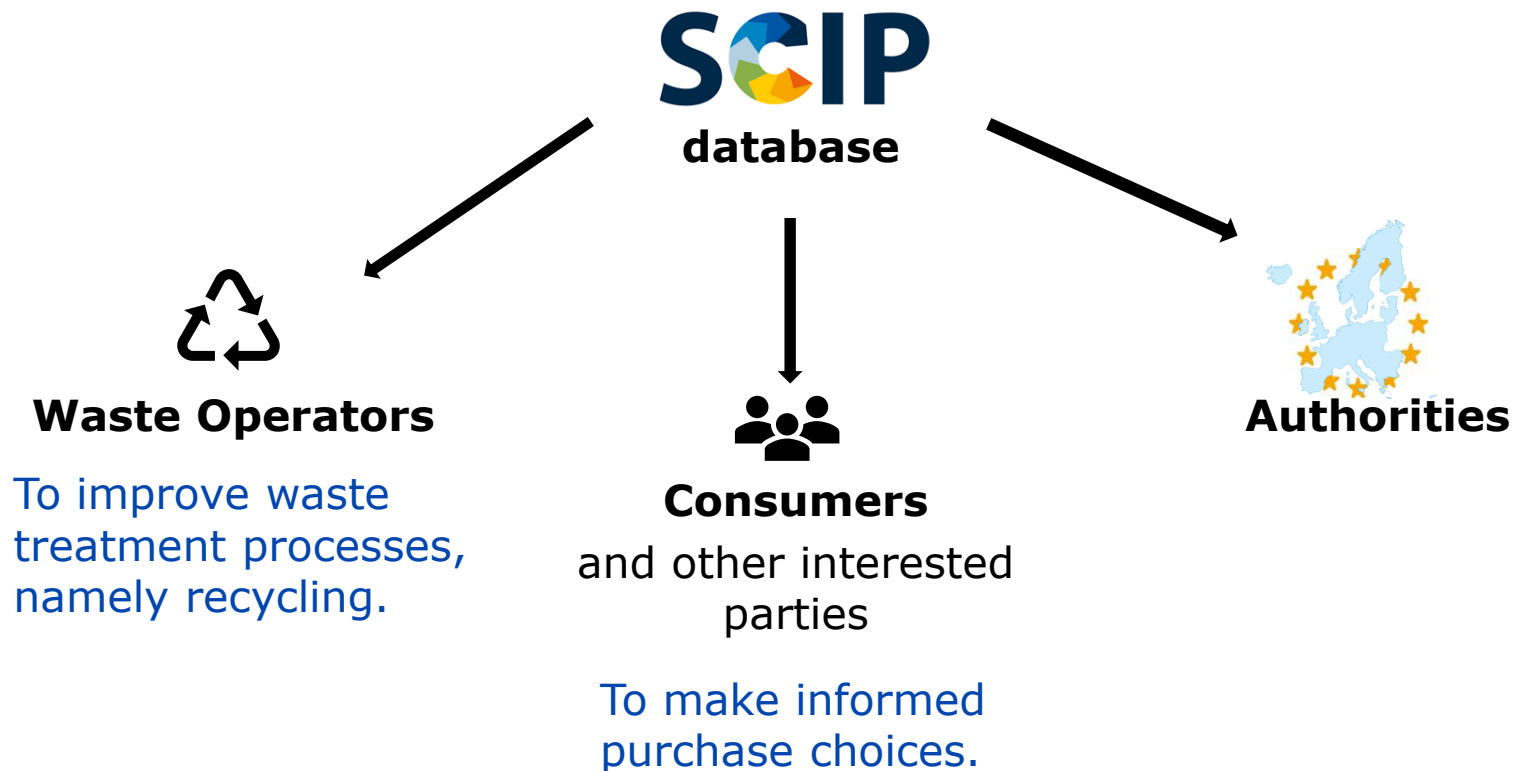 SCIP
database
Waste Operators
To improve waste
treatment processes,
namely recycling.
Consumers
and other interested
parties
To make informed
purchase choices.
Authorities